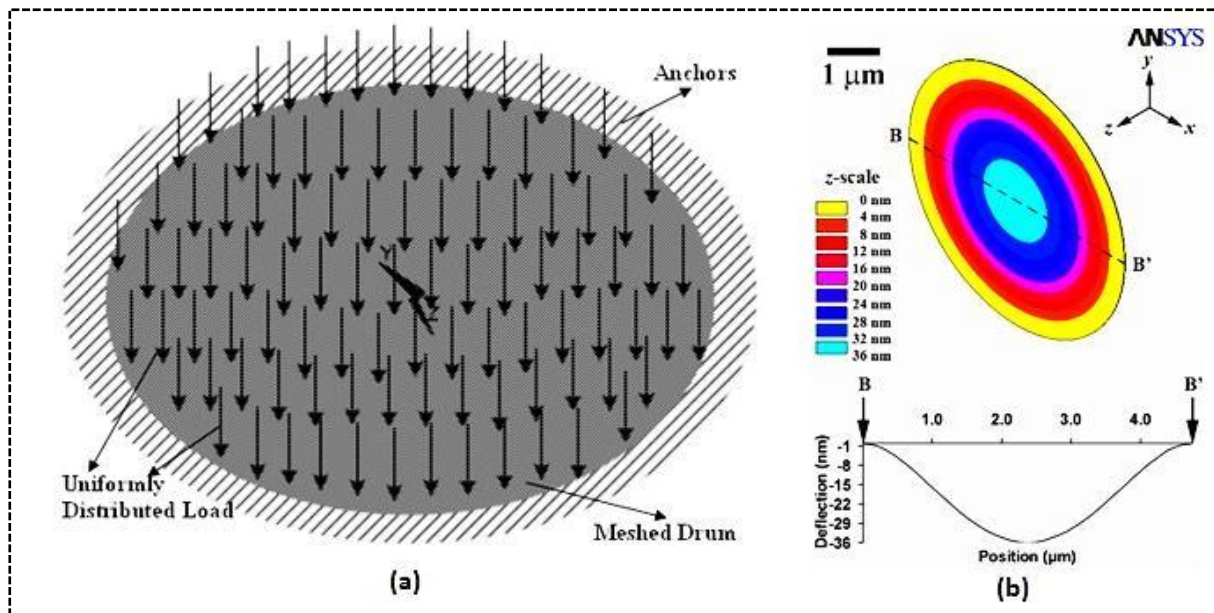 Anchors
Y
Z
Uniformly
Distributed Load
Meshed Drum
(a)
1 μm
ANSYS
y
z
x
B
B'
z-scale
0 nm
4 nm
8 nm
12 nm
16 nm
20 nm
24 nm
28 nm
32 nm
36 nm
B
B'
1.0 2.0 3.0 4.0
-1
-8
-15
-22
-29
-36
Deflection (nm)
Position (μm)
(b)